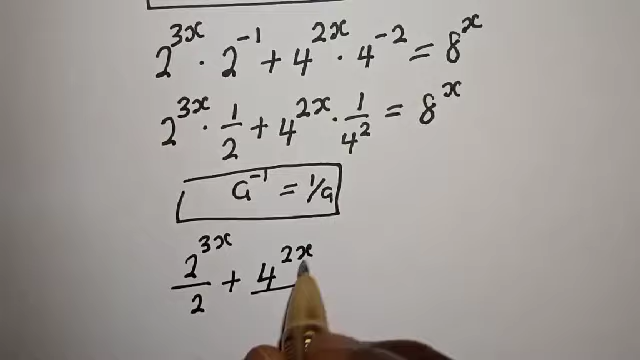 2^{3x} · 2^{-1} + 4^{2x} · 4^{-2} = 8^x
2^{3x} · 1/2 + 4^{2x} · 1/4^2 = 8^x
a^{-1} = 1/a
2^{3x}/2 + 4^{2x}